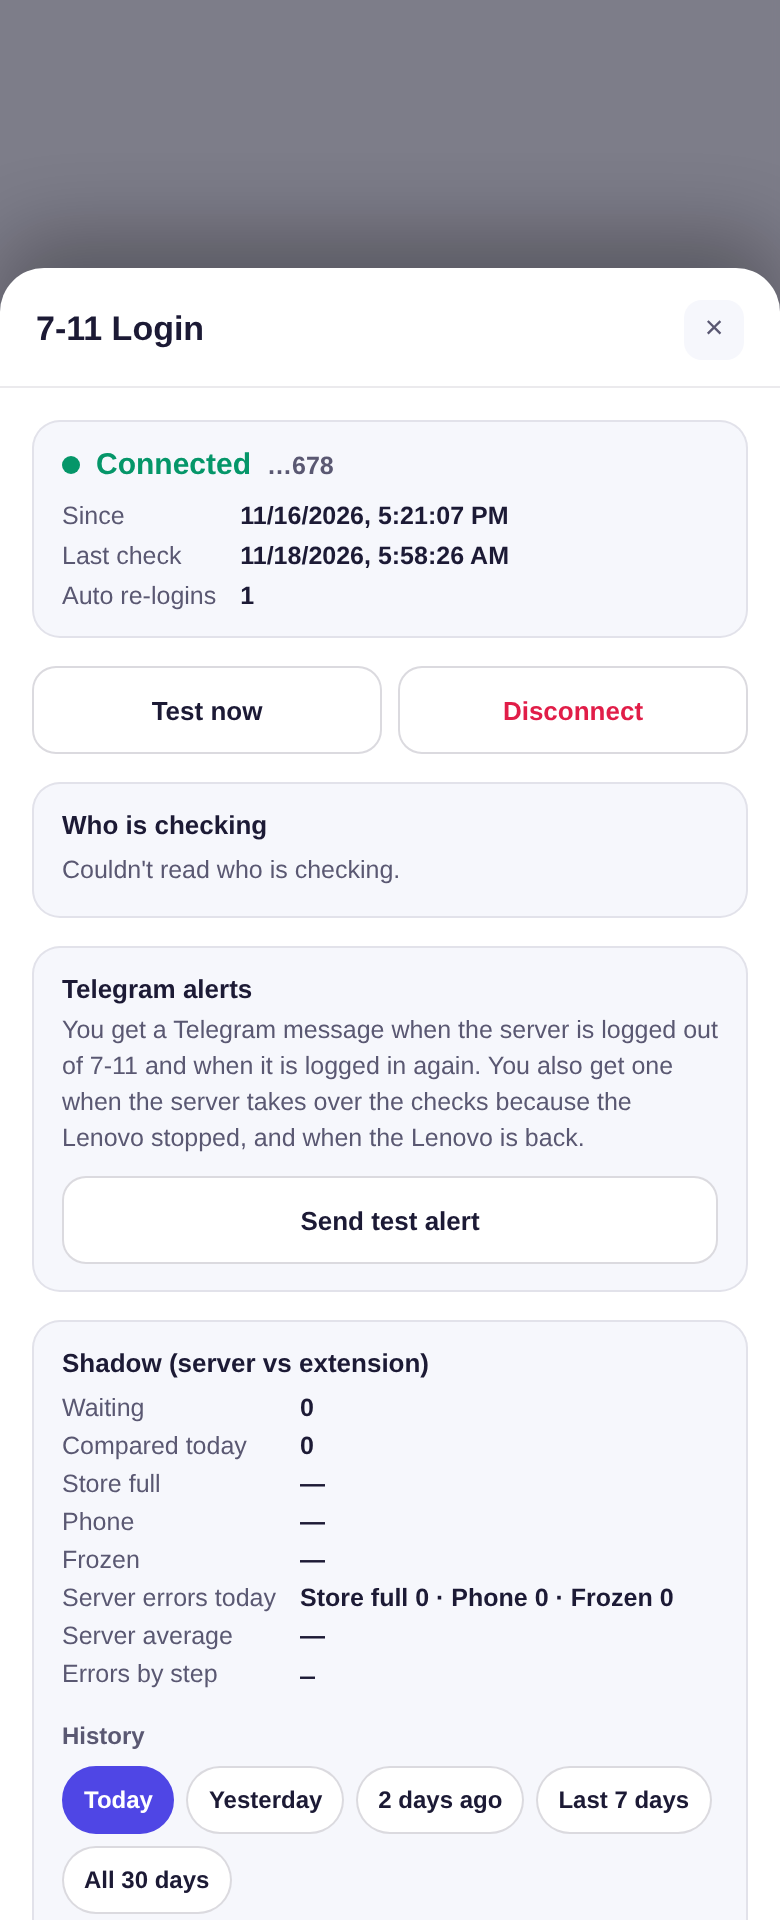 7-11 Login
×
Connected ...678
Since 11/16/2026, 5:21:07 PM
Last check 11/18/2026, 5:58:26 AM
Auto re-logins 1
Test now Disconnect
Who is checking
Couldn't read who is checking.
Telegram alerts
You get a Telegram message when the server is logged out
of 7-11 and when it is logged in again. You also get one
when the server takes over the checks because the
Lenovo stopped, and when the Lenovo is back.
Send test alert
Shadow (server vs extension)
Waiting 0
Compared today 0
Store full —
Phone —
Frozen —
Server errors today Store full 0 · Phone 0 · Frozen 0
Server average —
Errors by step –
History
Today Yesterday 2 days ago Last 7 days
All 30 days